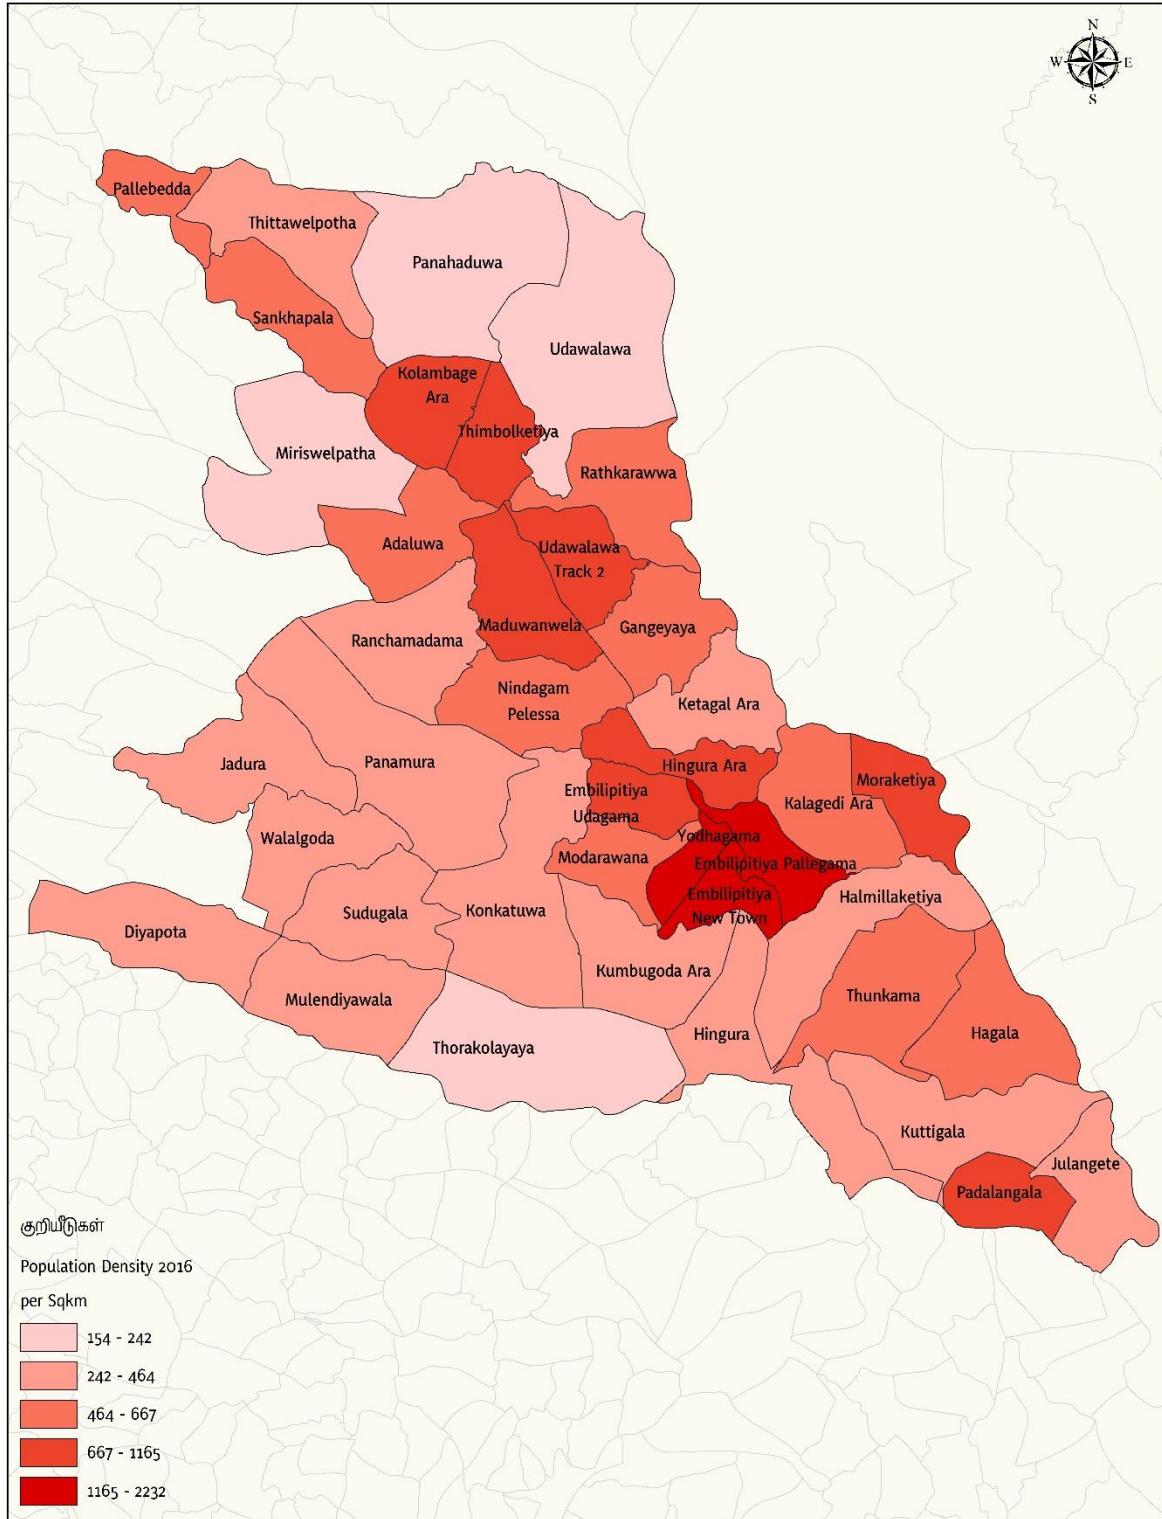 N
W E
S
Pallebedda
Thittawelpotha
Panahaduwa
Sankhapala
Udawalawa
Kolambage
Ara
Thimbolketiya
Miriswelpatha
Rathkarawwa
Adaluwa
Udawalawa
Track 2
Maduwanwela
Gangeyaya
Ranchamadama
Nindagam
Pelessa
Ketagal Ara
Jadura
Panamura
Hingura Ara
Moraketiya
Embilipitiya
Udagama
Kalagedi Ara
Walalgoda
Yodhagama
Modarawana
Embilipitiya Pallegama
Embilipitiya
New Town
Halmillaketiya
Sudugala
Konkatuwa
Diyapota
Kumbugoda Ara
Mulendiyawala
Thunkama
Hingura
Hagala
Thorakolayaya
Kuttigala
Julangete
Padalangala
குறியீடுகள்
Population Density 2016
per Sqkm
154 - 242
242 - 464
464 - 667
667 - 1165
1165 - 2232